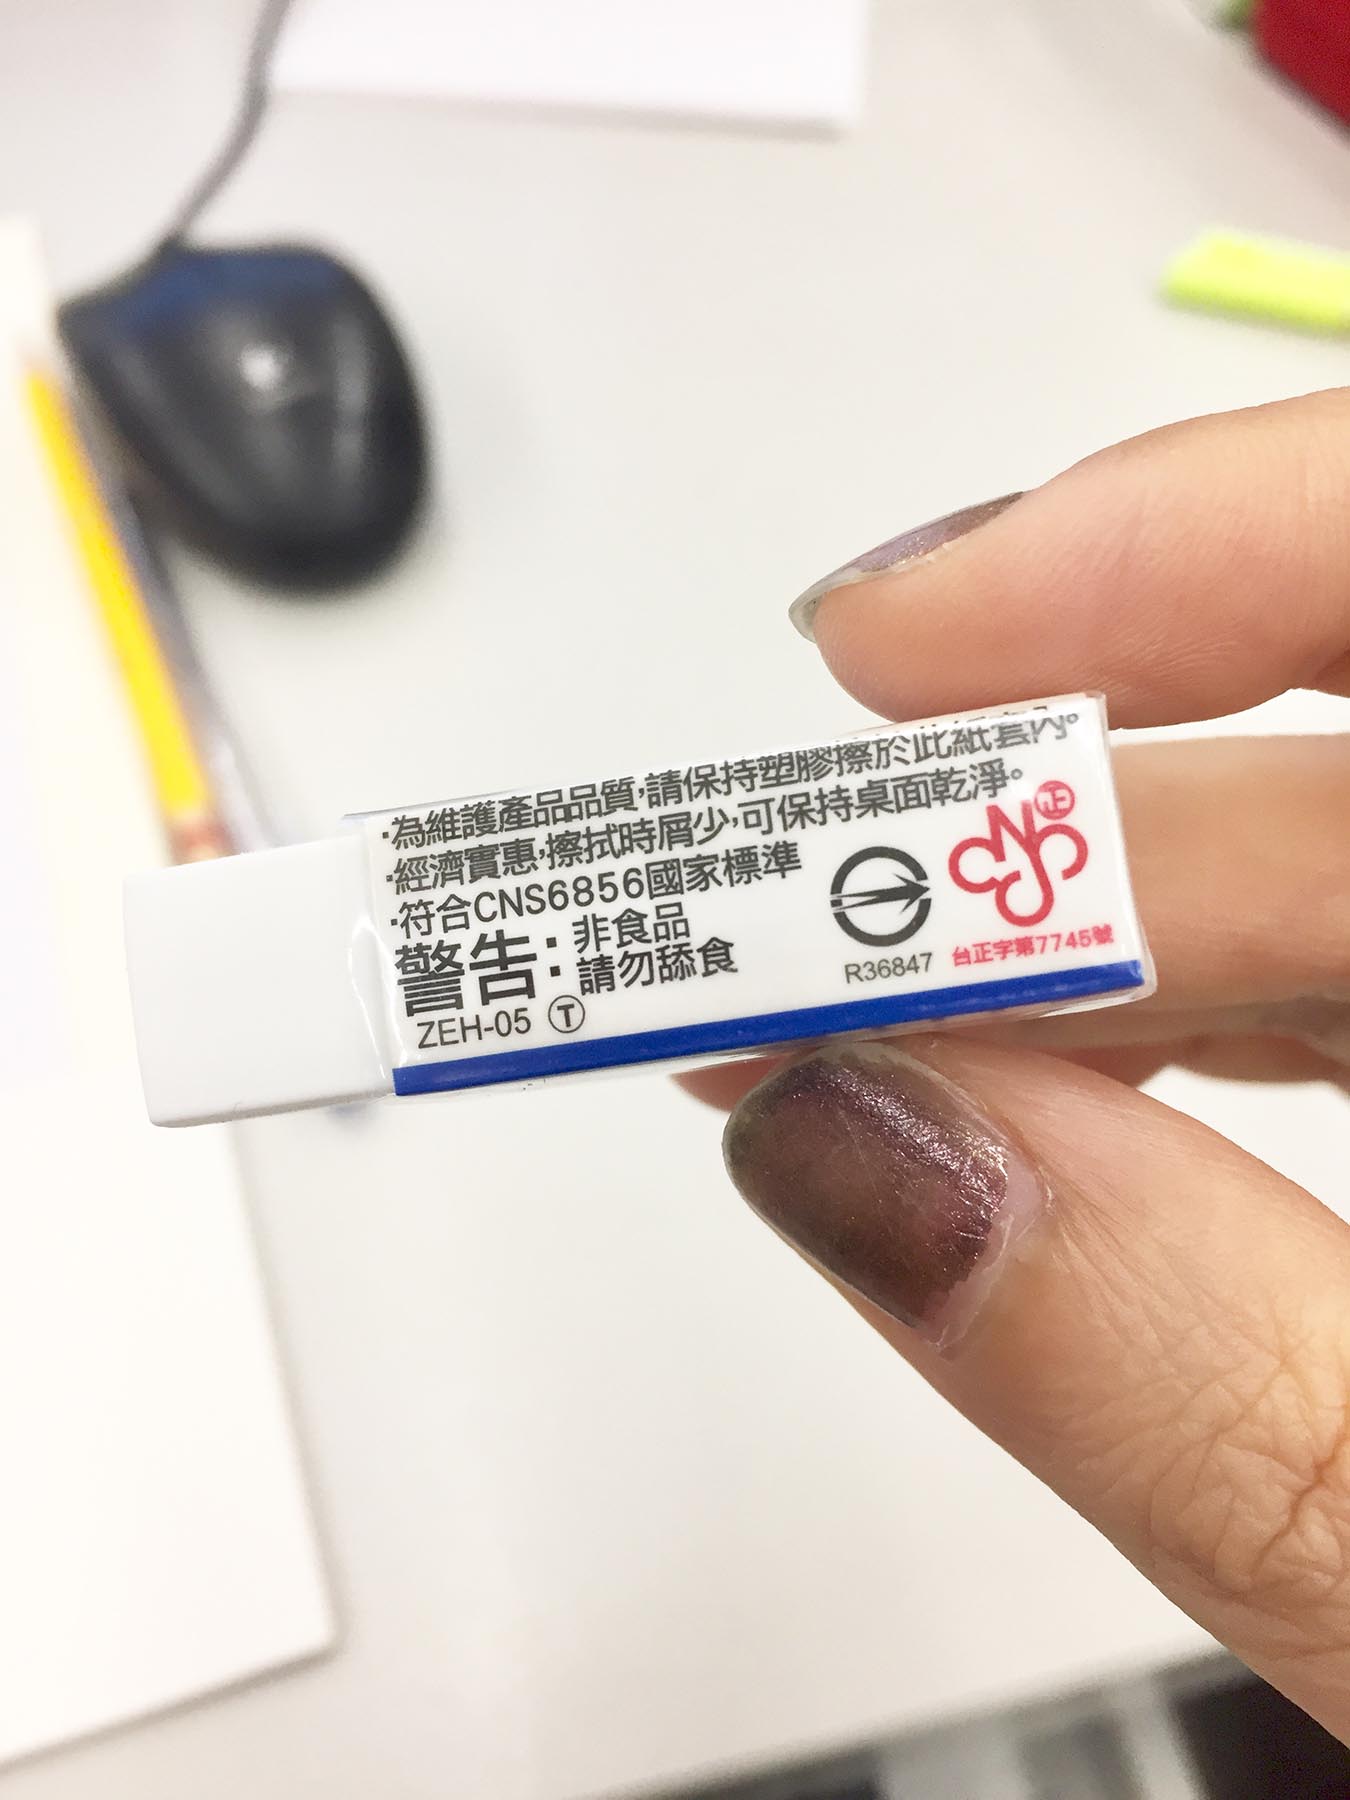 ·為維護產品品質,請保持塑膠擦於此紙套內。
·經濟實惠,擦拭時屑少,可保持桌面乾淨。
·符合CNS6856國家標準
警告:非食品
請勿舔食
ZEH-05 Ⓣ
R36847
CNS 正
台正字第7745號